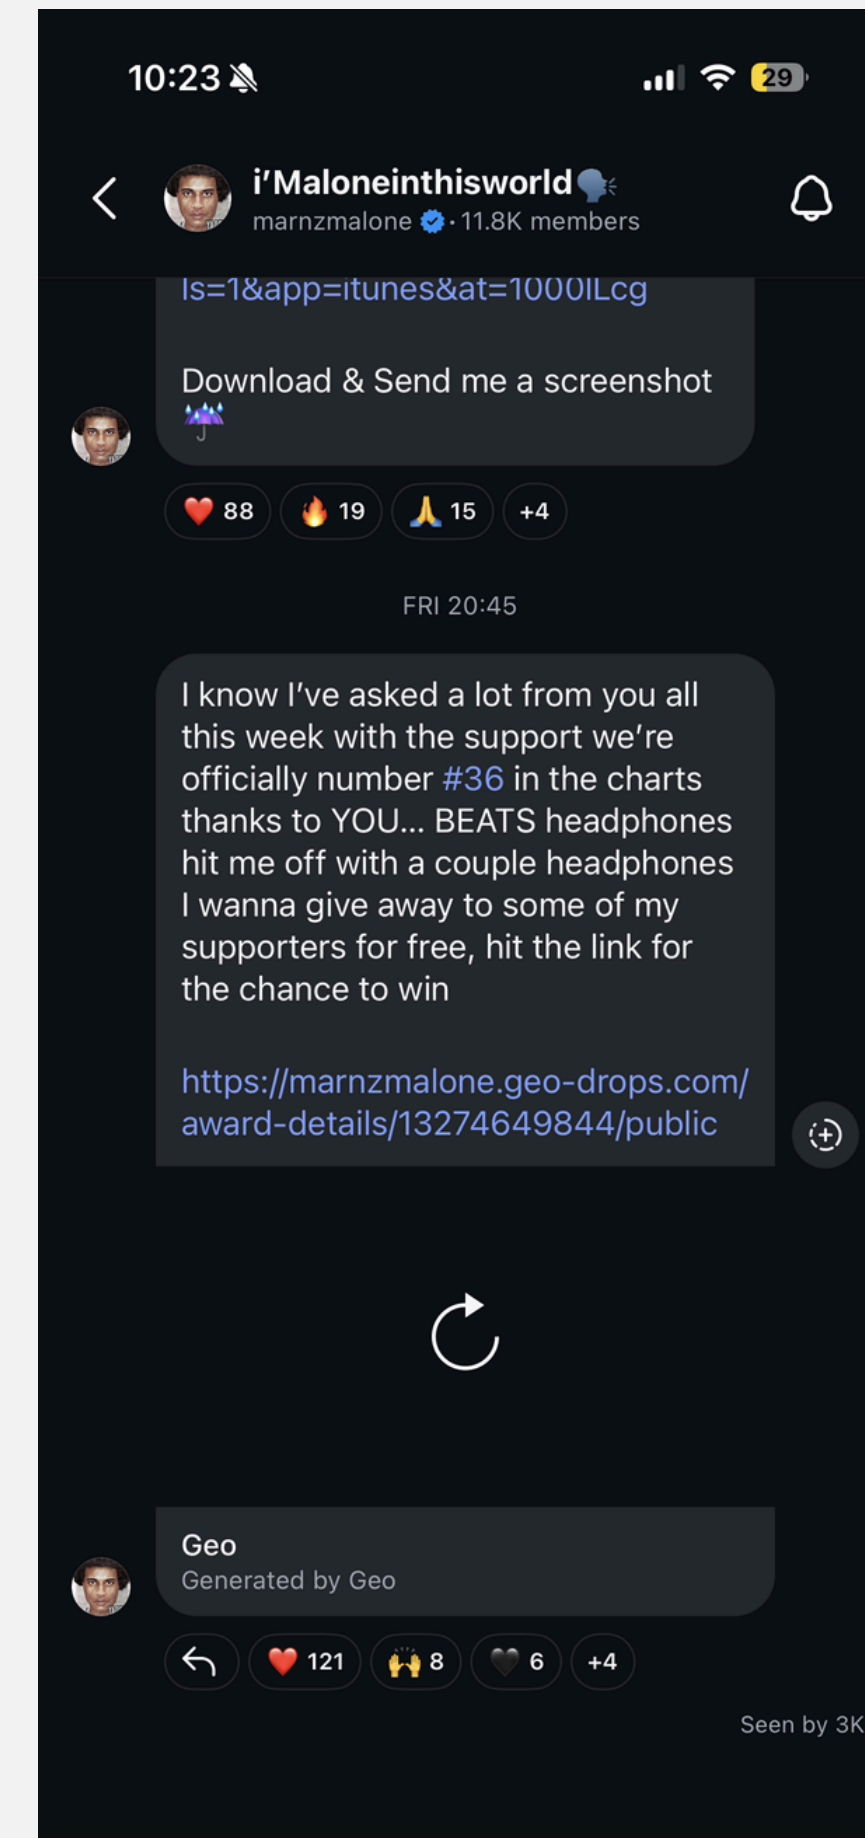 10:23
29
i’Maloneinthisworld🗣️
marnzmalone · 11.8K members
ls=1&app=itunes&at=1000lLcg
Download & Send me a screenshot
☔
❤️ 88 🔥 19 🙏 15 +4
FRI 20:45
I know I’ve asked a lot from you all
this week with the support we’re
officially number #36 in the charts
thanks to YOU... BEATS headphones
hit me off with a couple headphones
I wanna give away to some of my
supporters for free, hit the link for
the chance to win
https://marnzmalone.geo-drops.com/
award-details/13274649844/public
Geo
Generated by Geo
❤️ 121 🙌 8 🖤 6 +4
Seen by 3K